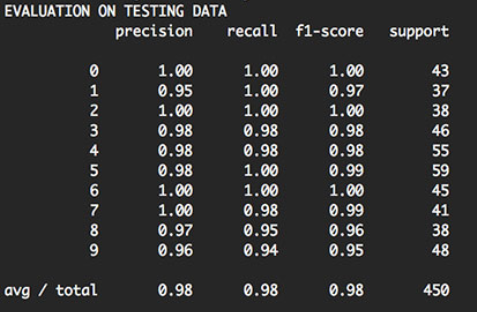 EVALUATION ON TESTING DATA
precision recall f1-score support
0 1.00 1.00 1.00 43
1 0.95 1.00 0.97 37
2 1.00 1.00 1.00 38
3 0.98 0.98 0.98 46
4 0.98 0.98 0.98 55
5 0.98 1.00 0.99 59
6 1.00 1.00 1.00 45
7 1.00 0.98 0.99 41
8 0.97 0.95 0.96 38
9 0.96 0.94 0.95 48
avg / total 0.98 0.98 0.98 450